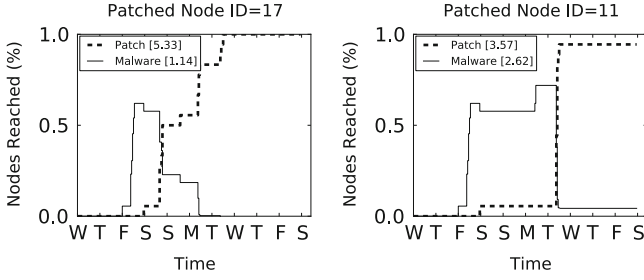 Patched Node ID=17
Patch [5.33]
Malware [1.14]
Nodes Reached (%)
1.0
0.5
0.0
W T F S S M T W T F S
Time
Patched Node ID=11
Patch [3.57]
Malware [2.62]
Nodes Reached (%)
1.0
0.5
0.0
W T F S S M T W T F S
Time